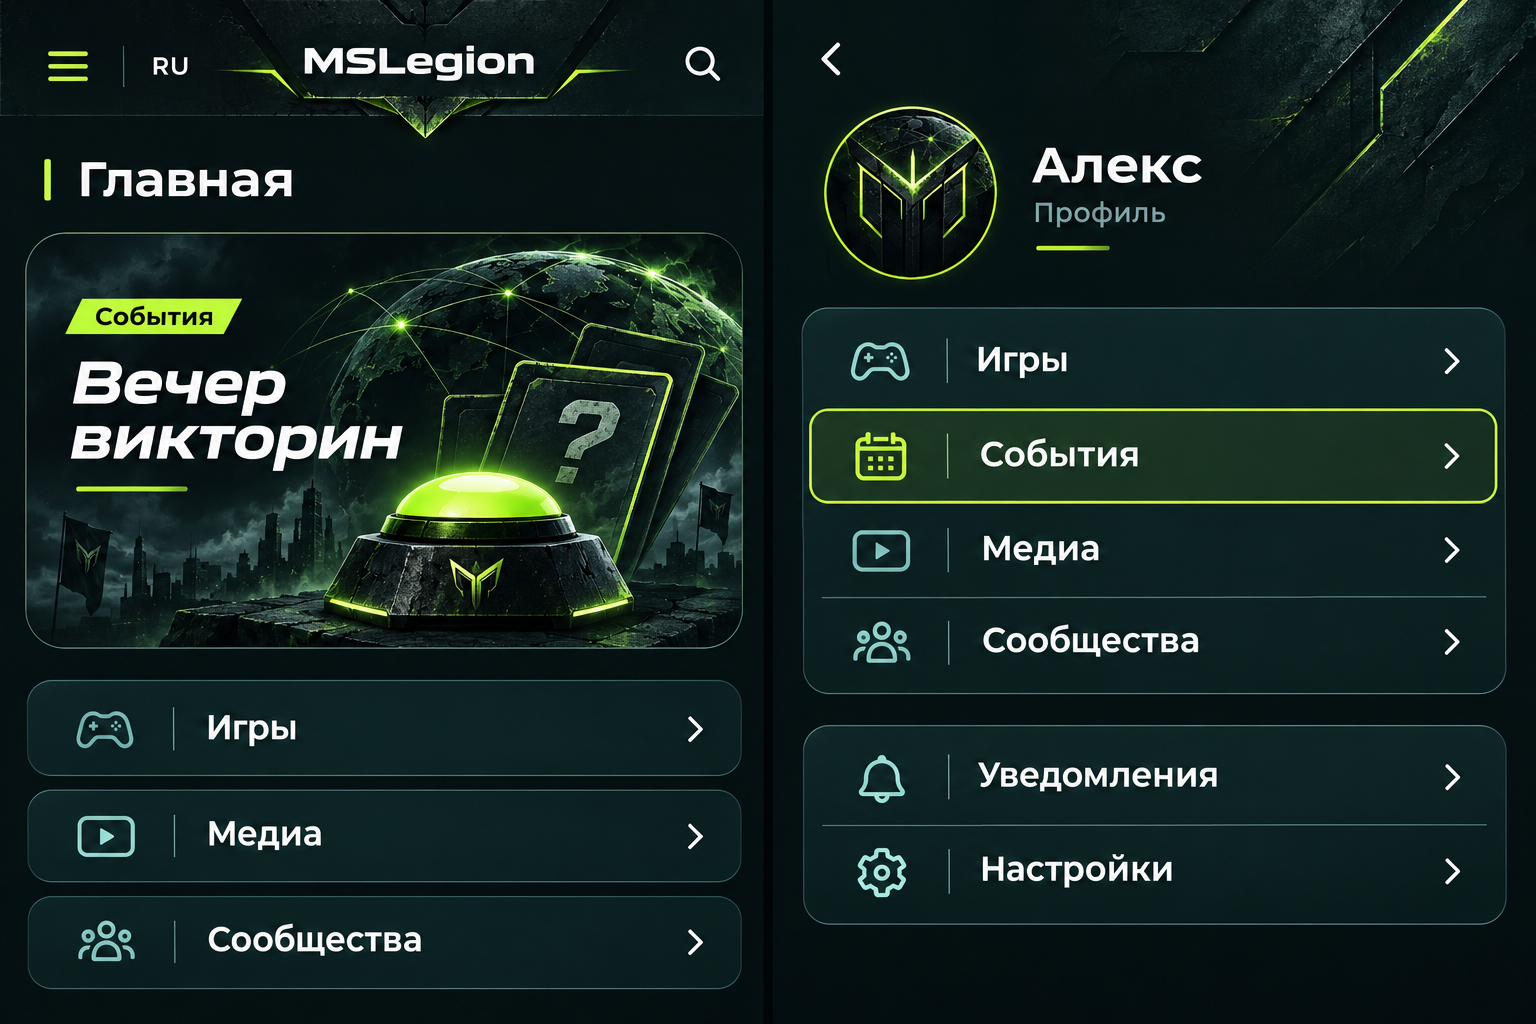 RU
MSLegion
Главная
События
Вечер
викторин
?
Игры
Медиа
Сообщества
Алекс
Профиль
Игры
События
Медиа
Сообщества
Уведомления
Настройки